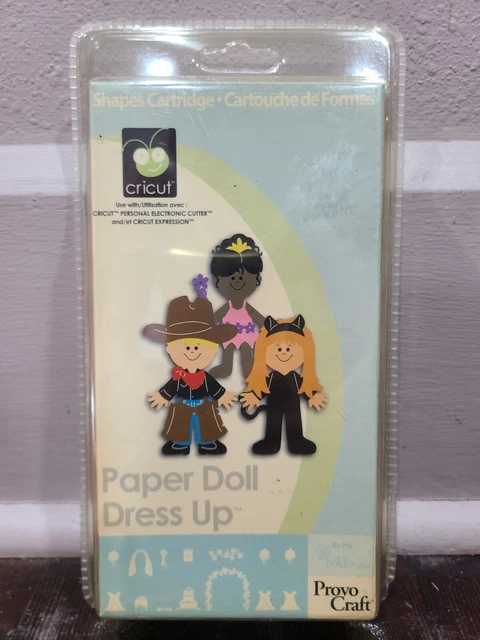 Shapes Cartridge • Cartouche de Formes
cricut™
Use with/Utilisation avec :
CRICUT™ PERSONAL ELECTRONIC CUTTER™
and/et CRICUT EXPRESSION™
Paper Doll
Dress Up™
Provo
Craft®